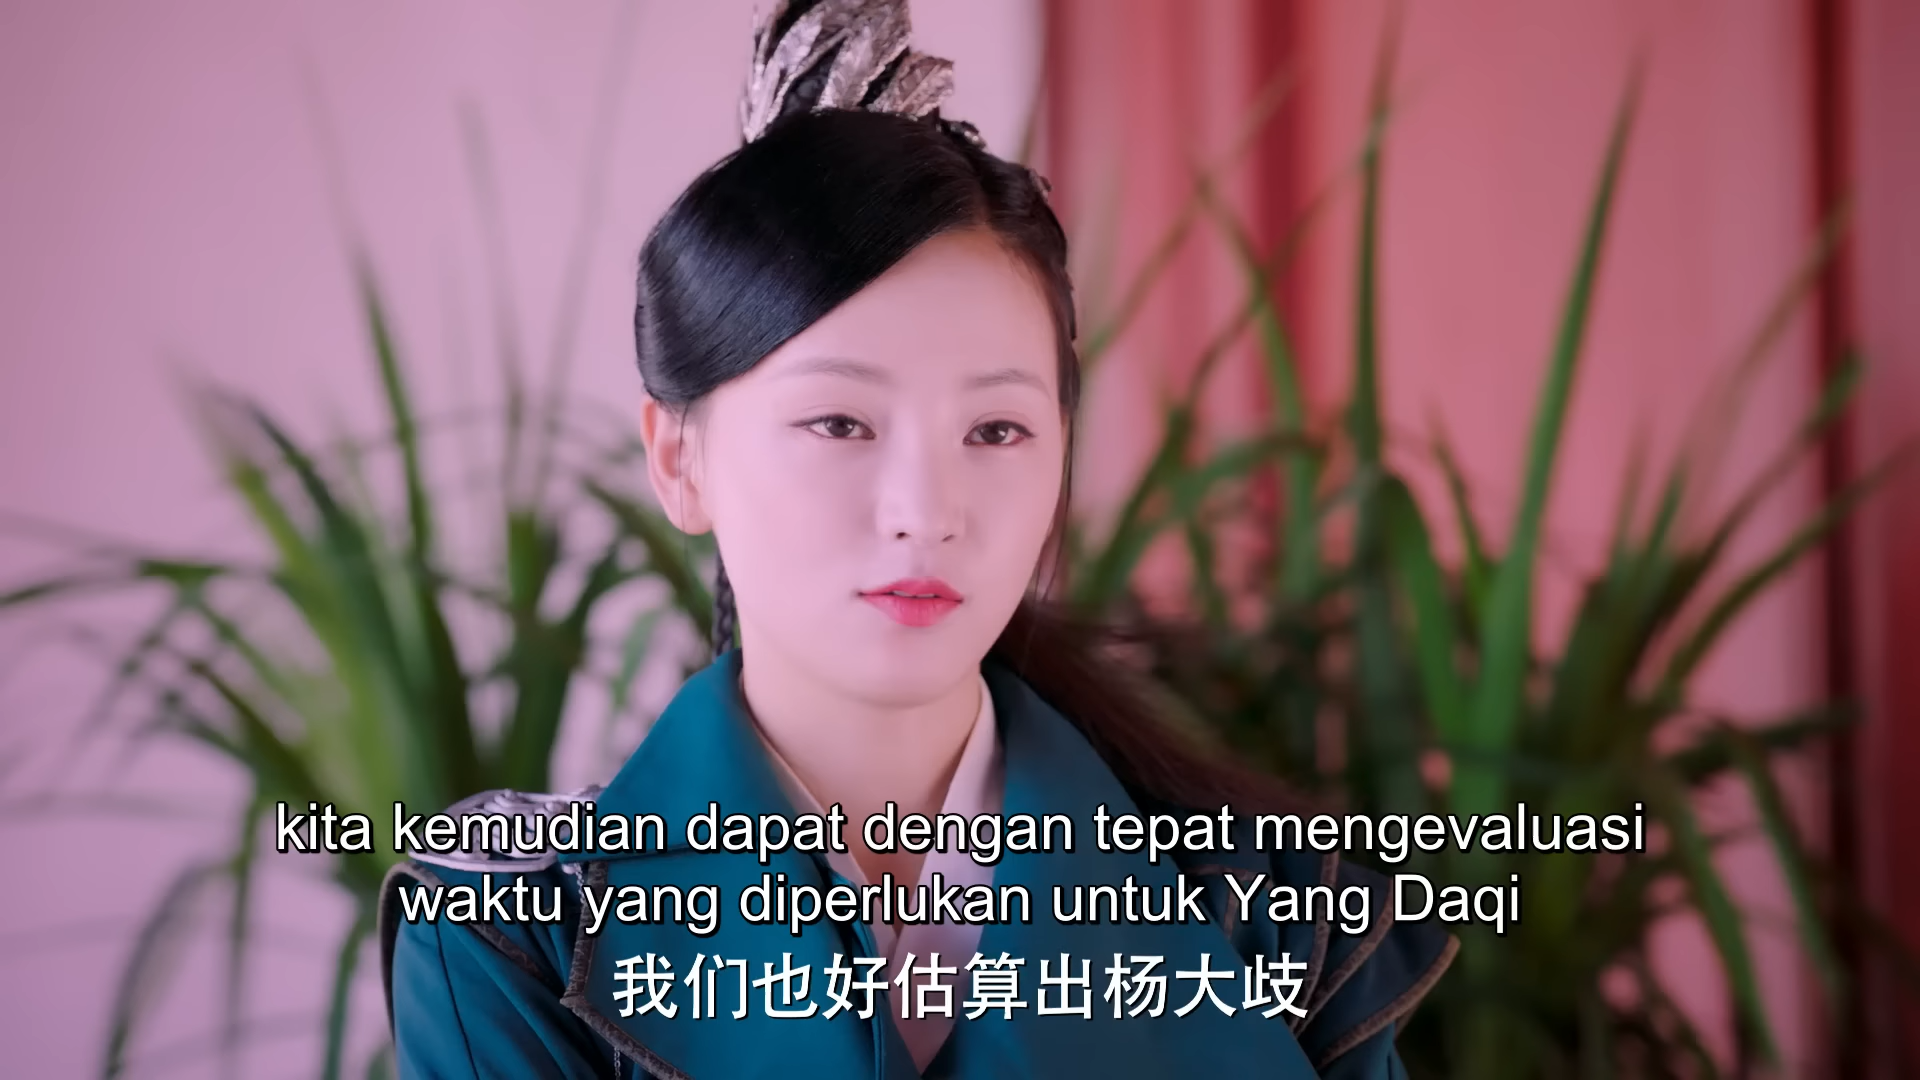 kita kemudian dapat dengan tepat mengevaluasi
waktu yang diperlukan untuk Yang Daqi
我们也好估算出杨大歧